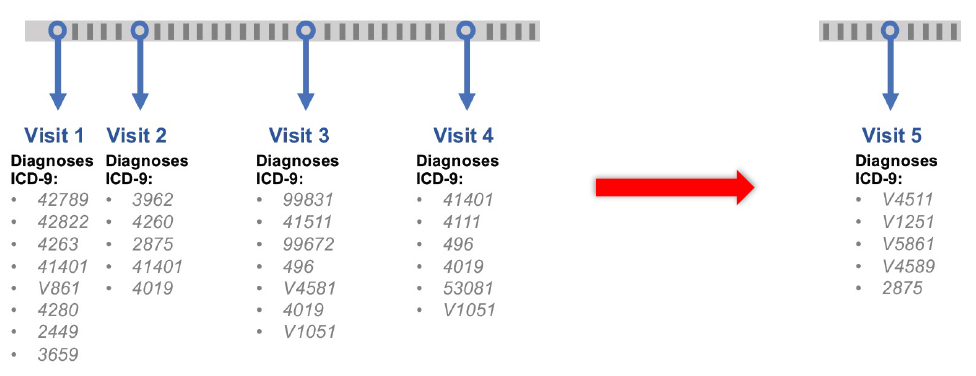 Visit 1
Diagnoses
ICD-9:
• 42789
• 42822
• 4263
• 41401
• V861
• 4280
• 2449
• 3659
Visit 2
Diagnoses
ICD-9:
• 3962
• 4260
• 2875
• 41401
• 4019
Visit 3
Diagnoses
ICD-9:
• 99831
• 41511
• 99672
• 496
• V4581
• 4019
• V1051
Visit 4
Diagnoses
ICD-9:
• 41401
• 4111
• 496
• 4019
• 53081
• V1051
Visit 5
Diagnoses
ICD-9:
• V4511
• V1251
• V5861
• V4589
• 2875